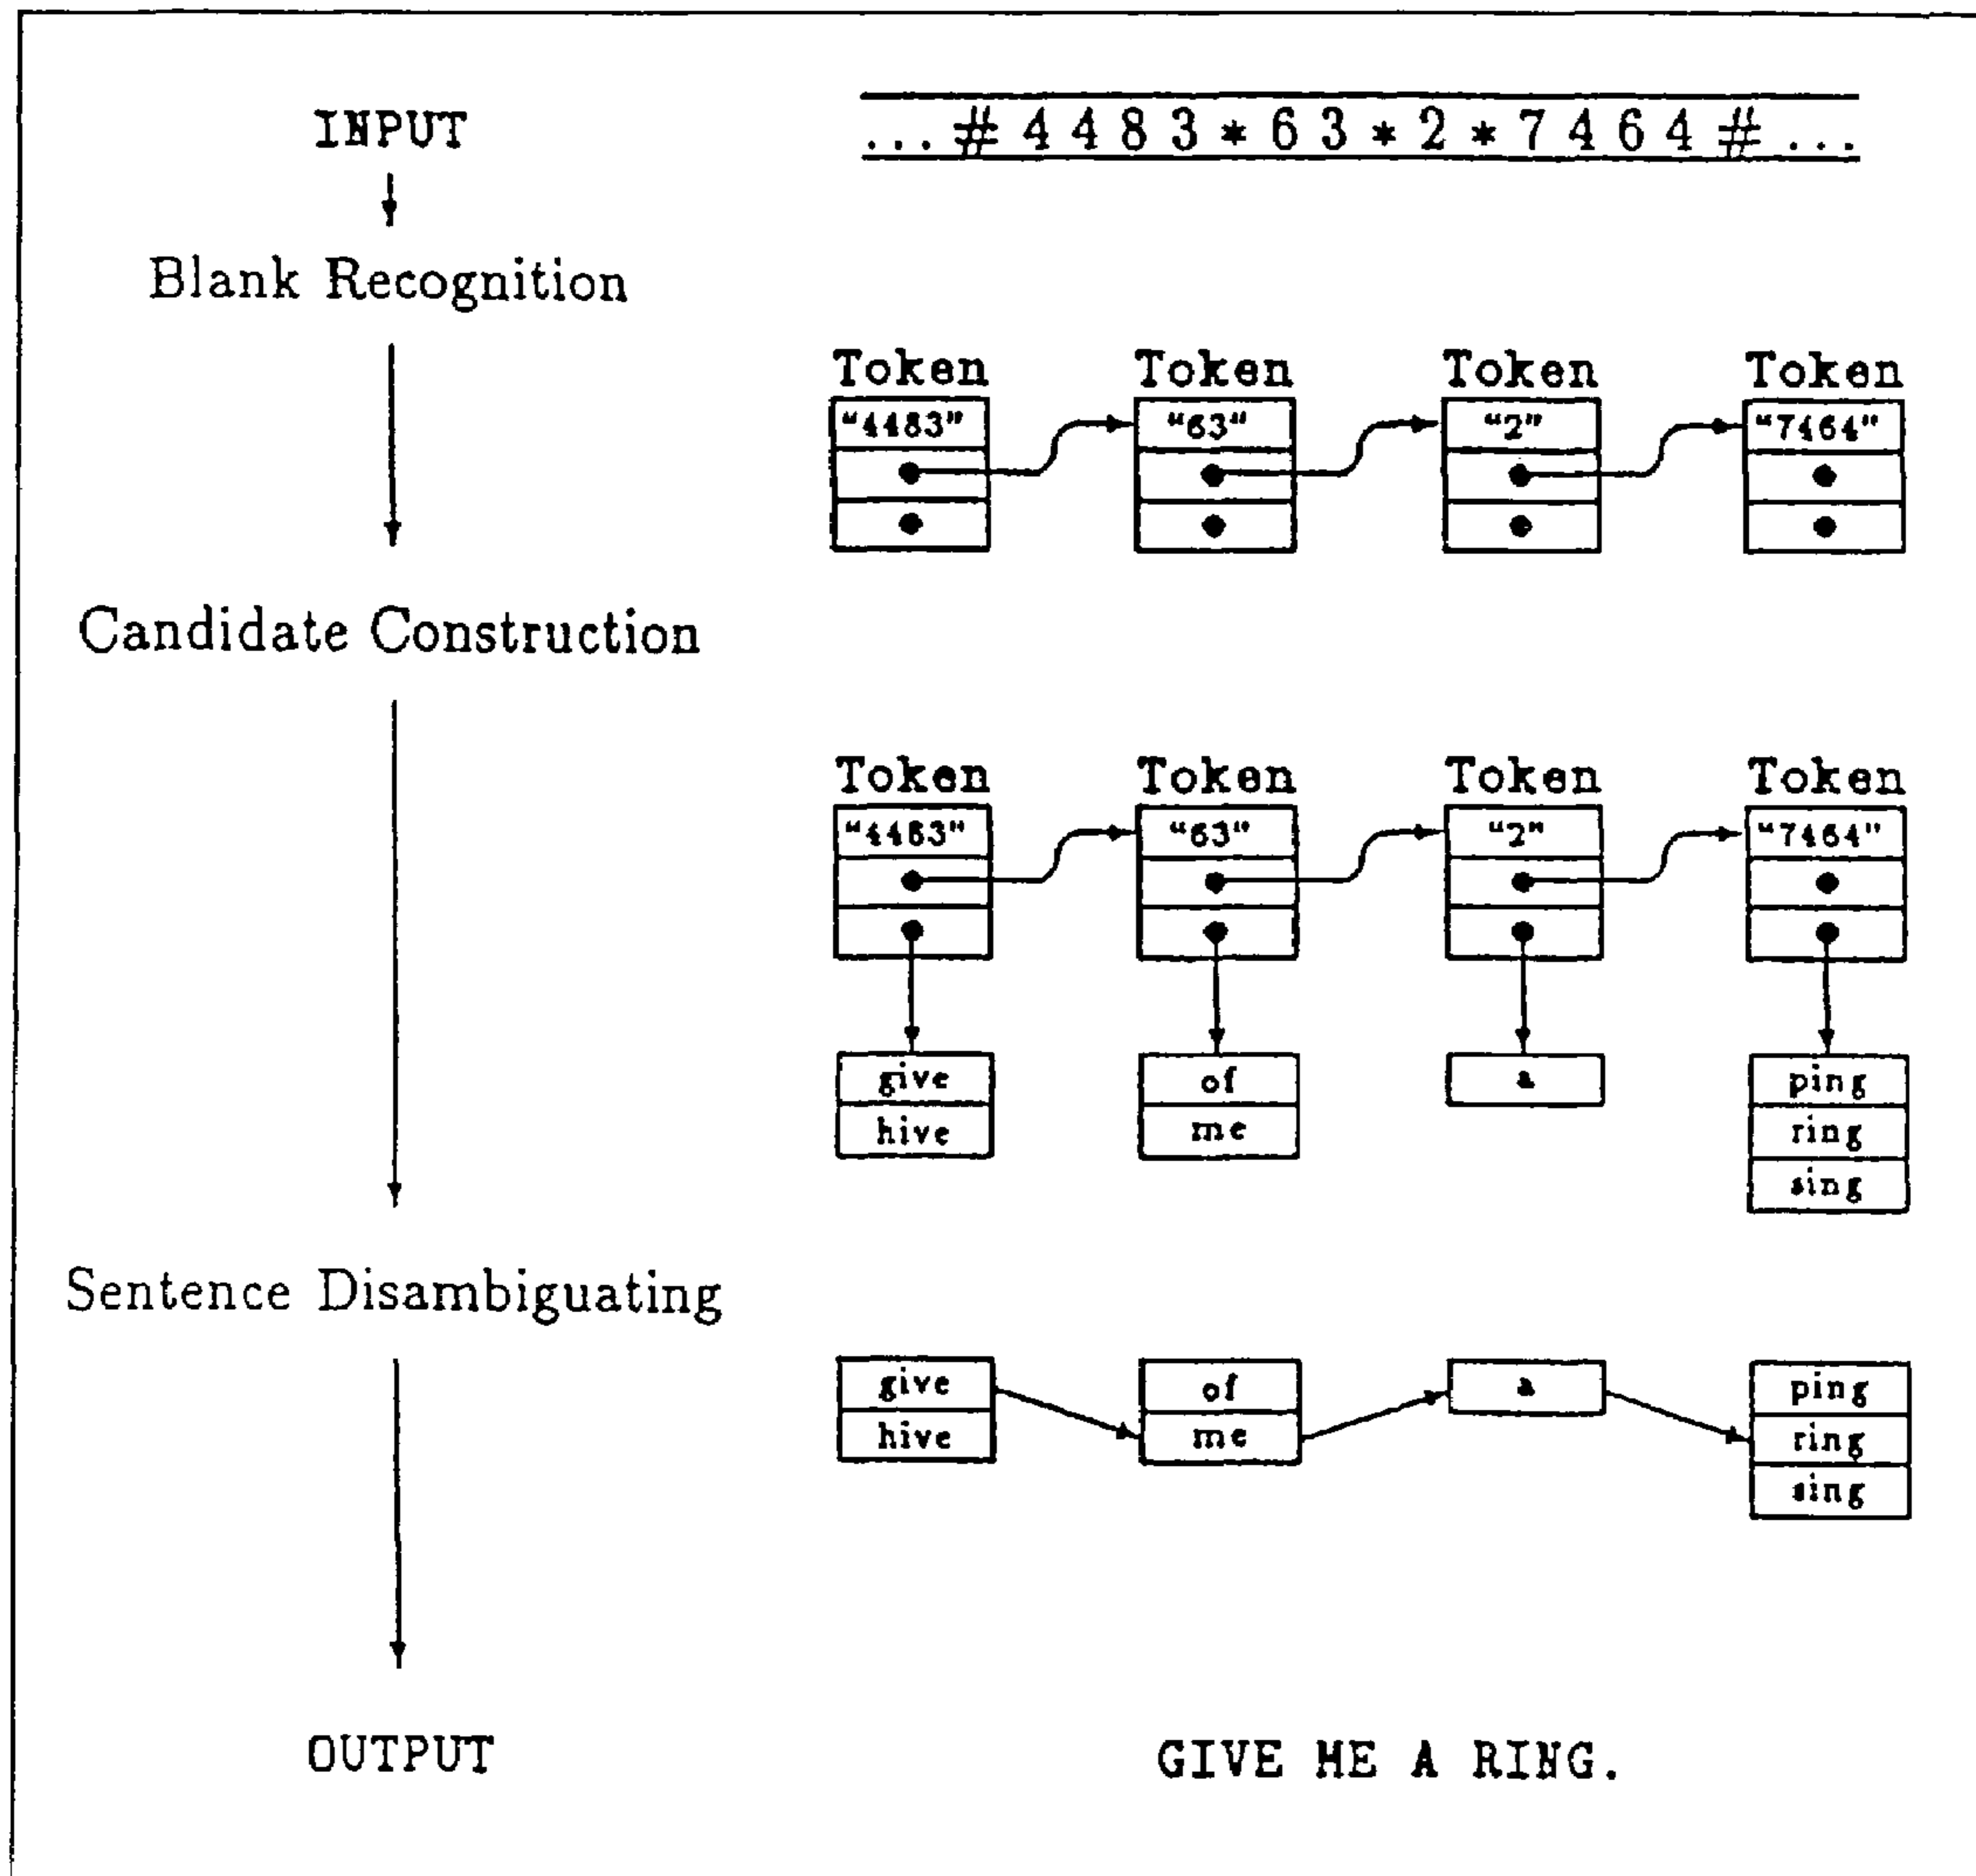 INPUT
... # 4 4 8 3 * 6 3 * 2 * 7 4 6 4 # ...
Blank Recognition
Token Token Token Token
"4483" "63" "2" "7464"
Candidate Construction
Token Token Token Token
"4483" "63" "2" "7464"
give of a ping
hive me ring
sing
Sentence Disambiguating
give of a ping
hive me ring
sing
OUTPUT GIVE ME A RING.